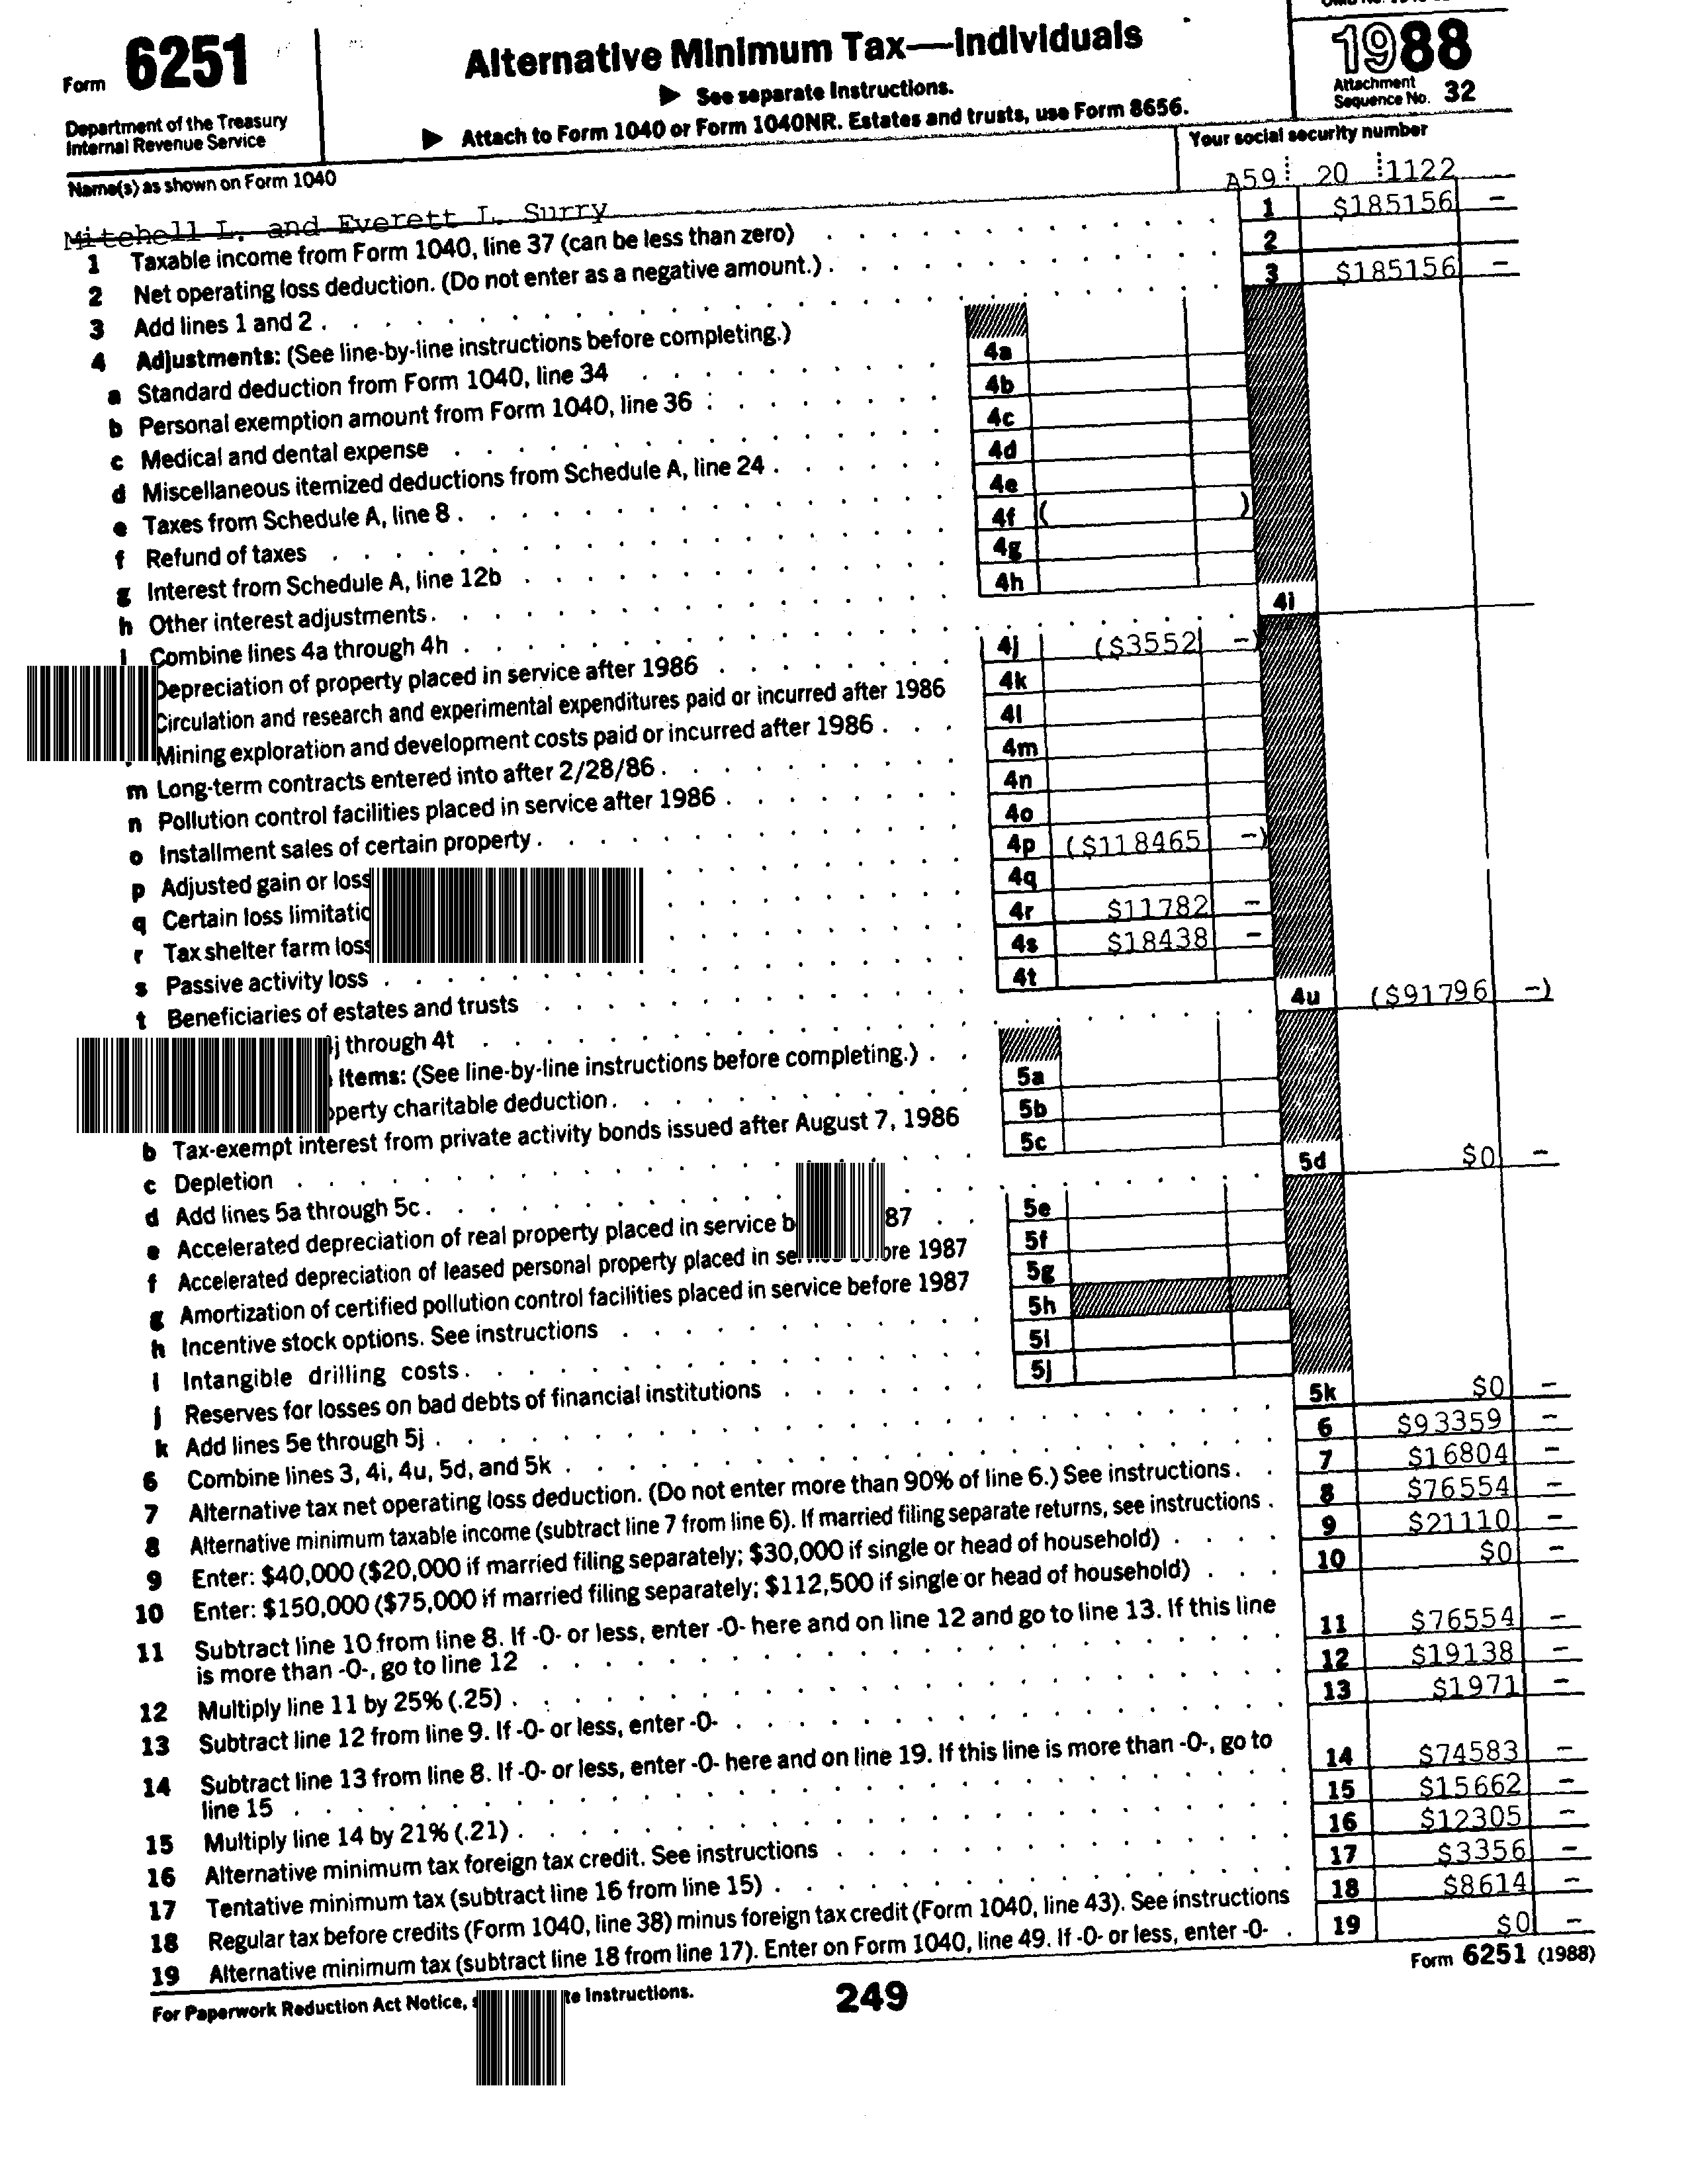 Form 6251
Department of the Treasury
Internal Revenue Service
Alternative Minimum Tax—Individuals
▶ See separate Instructions.
▶ Attach to Form 1040 or Form 1040NR. Estates and trusts, use Form 8656.
1988
Attachment
Sequence No. 32
Name(s) as shown on Form 1040
Your social security number
Mitchell L. and Everett L. Surry
A59 20 1122
1 Taxable income from Form 1040, line 37 (can be less than zero) 1 $185156 –
2 Net operating loss deduction. (Do not enter as a negative amount.) 2
3 Add lines 1 and 2 3 $185156 –
4 Adjustments: (See line-by-line instructions before completing.)
a Standard deduction from Form 1040, line 34 4a
b Personal exemption amount from Form 1040, line 36 4b
c Medical and dental expense 4c
d Miscellaneous itemized deductions from Schedule A, line 24 4d
e Taxes from Schedule A, line 8 4e
f Refund of taxes 4f ( )
g Interest from Schedule A, line 12b 4g
h Other interest adjustments 4h
i Combine lines 4a through 4h 4i
Depreciation of property placed in service after 1986 4j ($3552 –)
Circulation and research and experimental expenditures paid or incurred after 1986 4k
Mining exploration and development costs paid or incurred after 1986 4l
m Long-term contracts entered into after 2/28/86 4m
n Pollution control facilities placed in service after 1986 4n
o Installment sales of certain property 4o
p Adjusted gain or loss 4p ($118465 –)
q Certain loss 4q
r Tax shelter farm loss 4r $11782 –
s Passive activity loss 4s $18438 –
t Beneficiaries of estates and trusts 4t
through 4t 4u ($91796 –)
Items: (See line-by-line instructions before completing.)
charitable deduction 5a
b Tax-exempt interest from private activity bonds issued after August 7, 1986 5b
c Depletion 5c
d Add lines 5a through 5c 5d $0 –
e Accelerated depreciation of real property placed in service 87 5e
f Accelerated depreciation of leased personal property placed in 1987 5f
g Amortization of certified pollution control facilities placed in service before 1987 5g
h Incentive stock options. See instructions 5h
i Intangible drilling costs 5i
j Reserves for losses on bad debts of financial institutions 5j
k Add lines 5e through 5j 5k $0 –
6 Combine lines 3, 4i, 4u, 5d, and 5k 6 $93359 –
7 Alternative tax net operating loss deduction. (Do not enter more than 90% of line 6.) See instructions 7 $16804 –
8 Alternative minimum taxable income (subtract line 7 from line 6). If married filing separate returns, see instructions 8 $76554 –
9 Enter: $40,000 ($20,000 if married filing separately; $30,000 if single or head of household) 9 $21110 –
10 Enter: $150,000 ($75,000 if married filing separately; $112,500 if single or head of household) 10 $0 –
11 Subtract line 10 from line 8. If -0- or less, enter -0- here and on line 12 and go to line 13. If this line
is more than -0-, go to line 12 11 $76554 –
12 Multiply line 11 by 25% (.25) 12 $19138 –
13 Subtract line 12 from line 9. If -0- or less, enter -0- 13 $1971 –
14 Subtract line 13 from line 8. If -0- or less, enter -0- here and on line 19. If this line is more than -0-, go to
line 15 14 $74583 –
15 Multiply line 14 by 21% (.21) 15 $15662 –
16 Alternative minimum tax foreign tax credit. See instructions 16 $12305 –
17 Tentative minimum tax (subtract line 16 from line 15) 17 $3356 –
18 Regular tax before credits (Form 1040, line 38) minus foreign tax credit (Form 1040, line 43). See instructions 18 $8614 –
19 Alternative minimum tax (subtract line 18 from line 17). Enter on Form 1040, line 49. If -0- or less, enter -0- 19 $0 –
For Paperwork Reduction Act Notice, Instructions.
249
Form 6251 (1988)